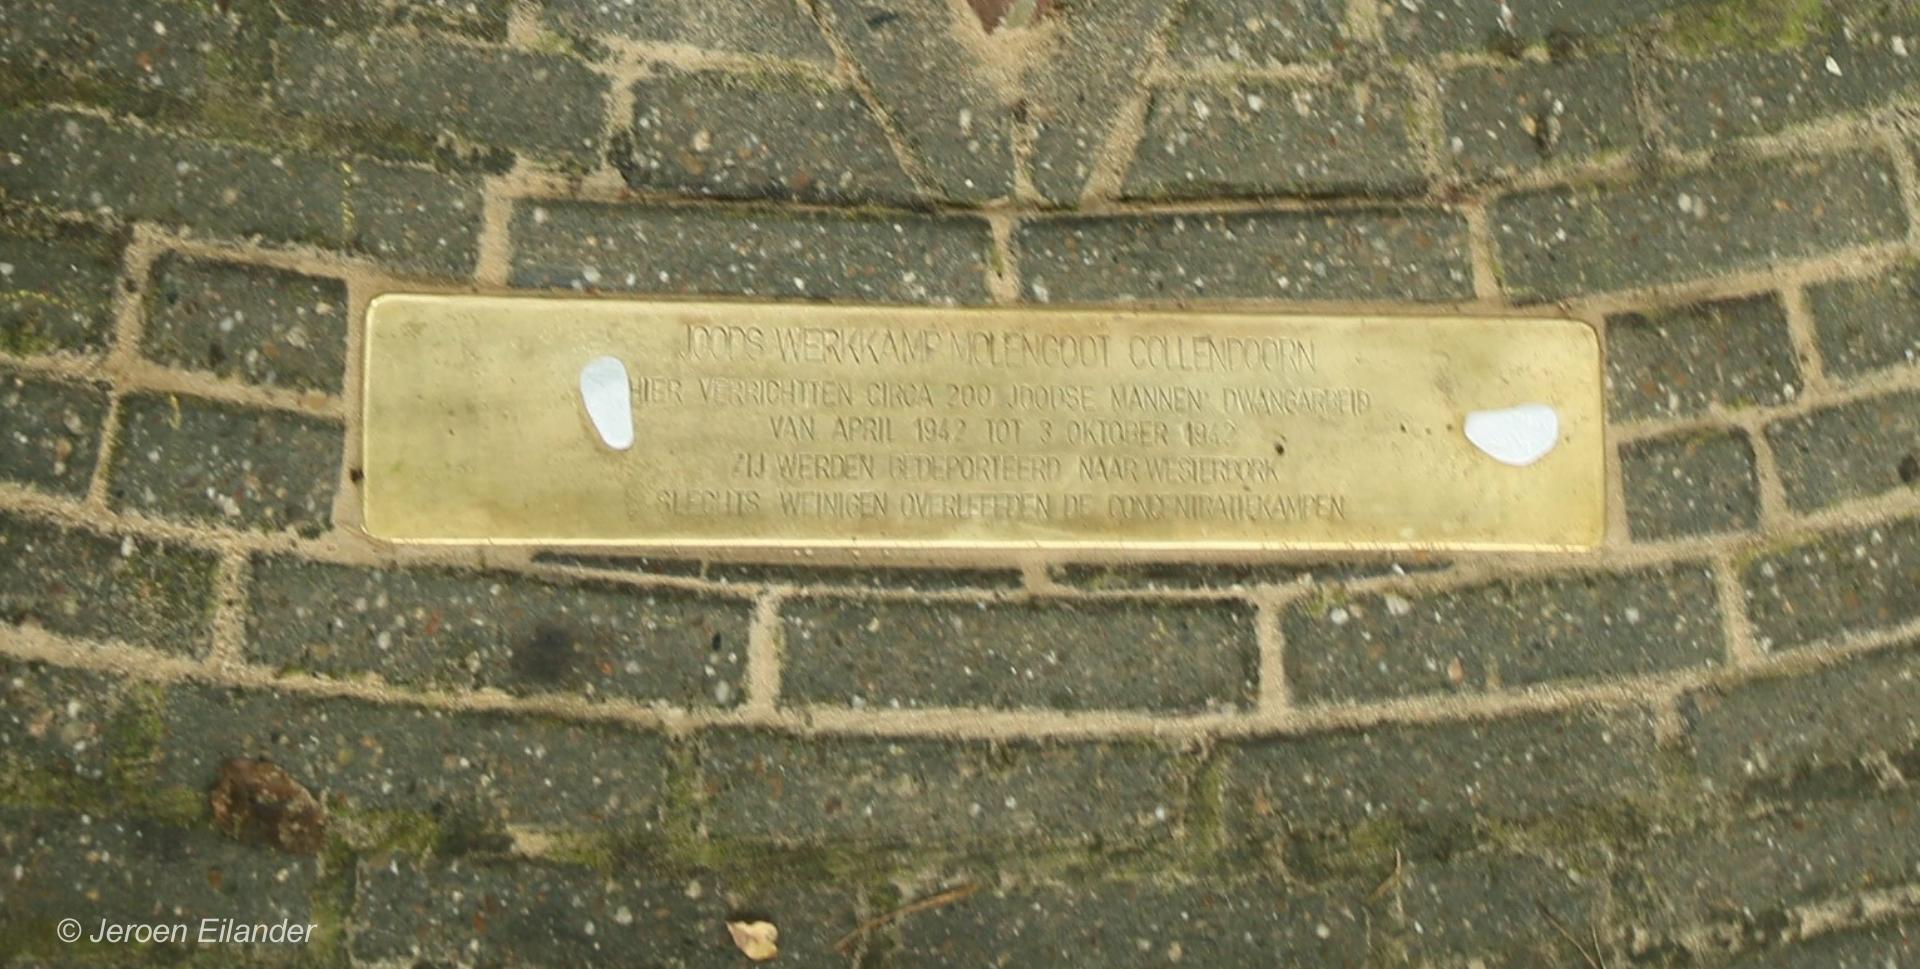 JOODS WERKKAMP MOLENGOOT COLLENDOORN
HIER VERRICHTTEN CIRCA 200 JOODSE MANNEN DWANGARBEID
VAN APRIL 1942 TOT 3 OKTOBER 1942
ZIJ WERDEN GEDEPORTEERD NAAR WESTERBORK
SLECHTS WEINIGEN OVERLEEFDEN DE CONCENTRATIEKAMPEN
© Jeroen Eilander